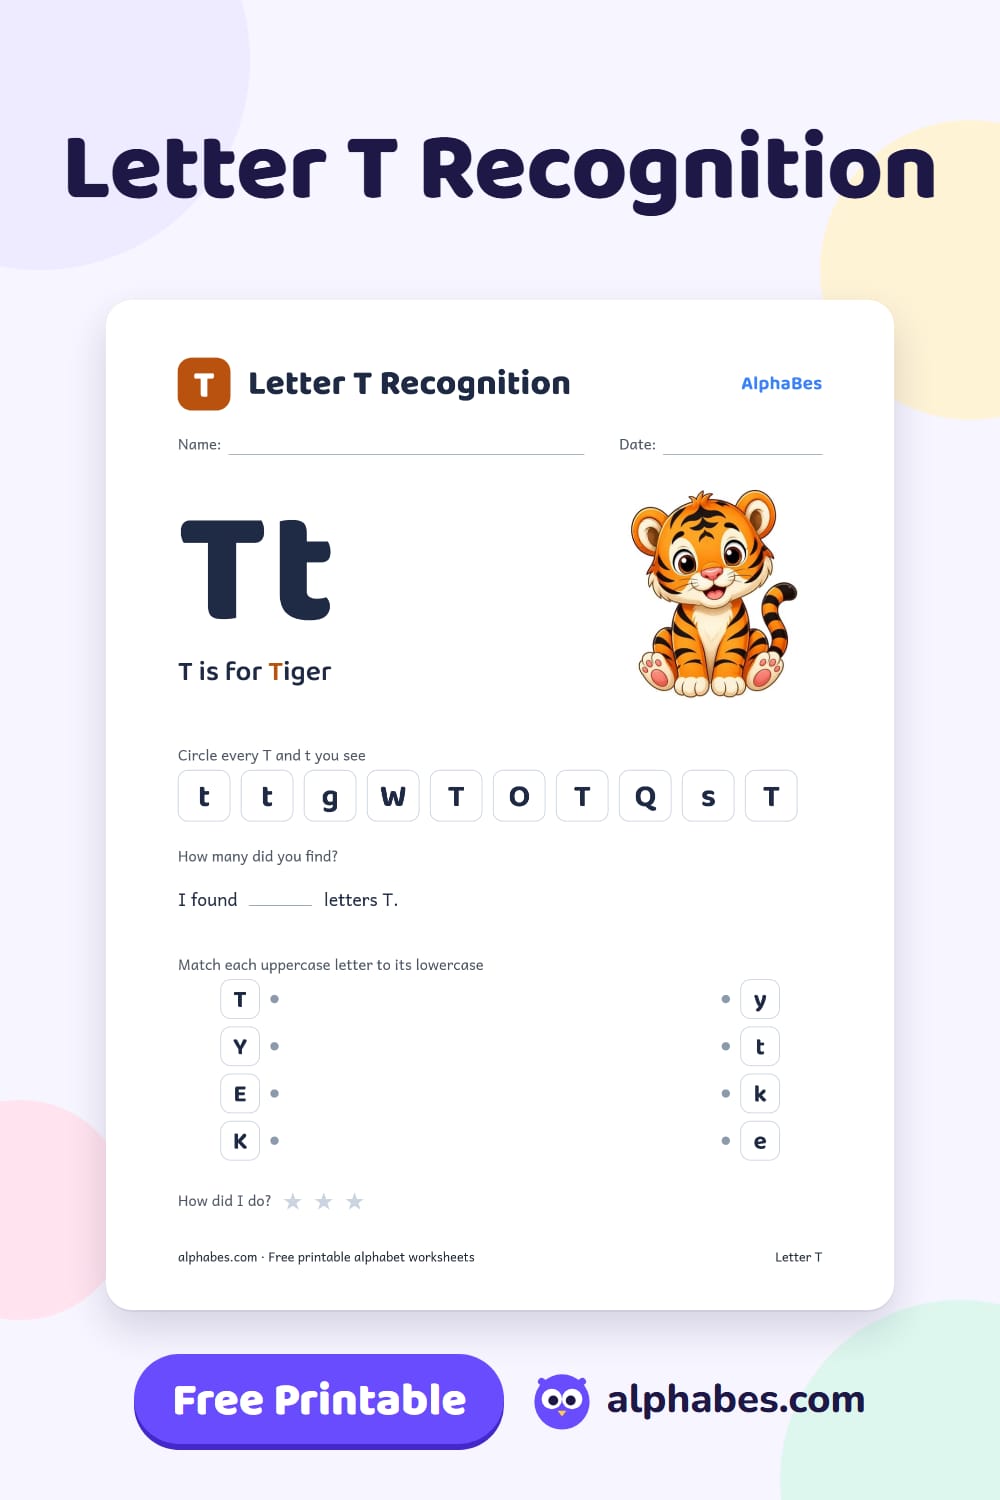 Letter T Recognition
T Letter T Recognition AlphaBes
Name: Date:
Tt
T is for Tiger
Circle every T and t you see
t t g W T O T Q s T
How many did you find?
I found letters T.
Match each uppercase letter to its lowercase
T y
Y t
E k
K e
How did I do?
alphabes.com · Free printable alphabet worksheets Letter T
Free Printable alphabes.com